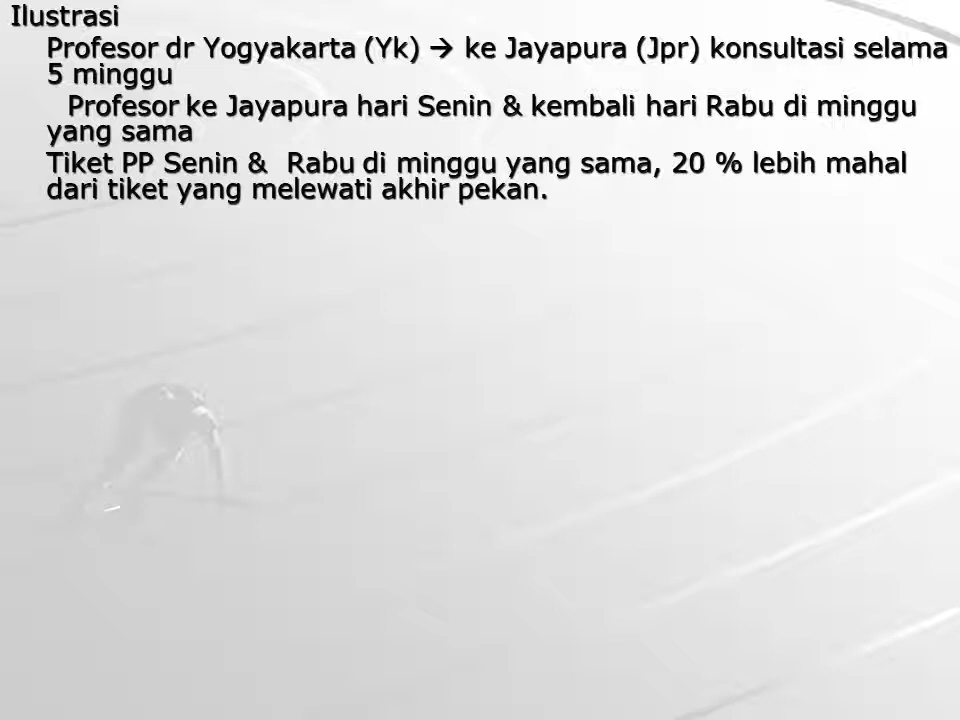 Ilustrasi
Profesor dr Yogyakarta (Yk) → ke Jayapura (Jpr) konsultasi selama
5 minggu
Profesor ke Jayapura hari Senin & kembali hari Rabu di minggu
yang sama
Tiket PP Senin & Rabu di minggu yang sama, 20 % lebih mahal
dari tiket yang melewati akhir pekan.